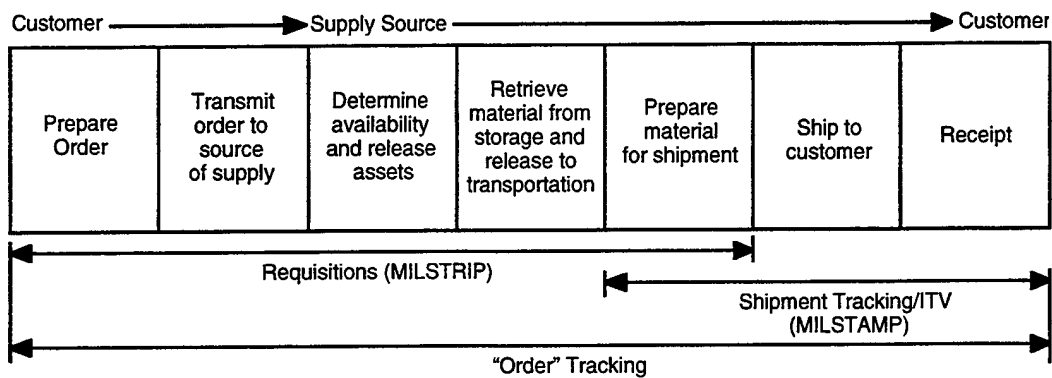 Customer Supply Source Customer
Prepare
Order
Transmit
order to
source
of supply
Determine
availability
and release
assets
Retrieve
material from
storage and
release to
transportation
Prepare
material
for shipment
Ship to
customer
Receipt
Requisitions (MILSTRIP)
Shipment Tracking/ITV
(MILSTAMP)
“Order” Tracking